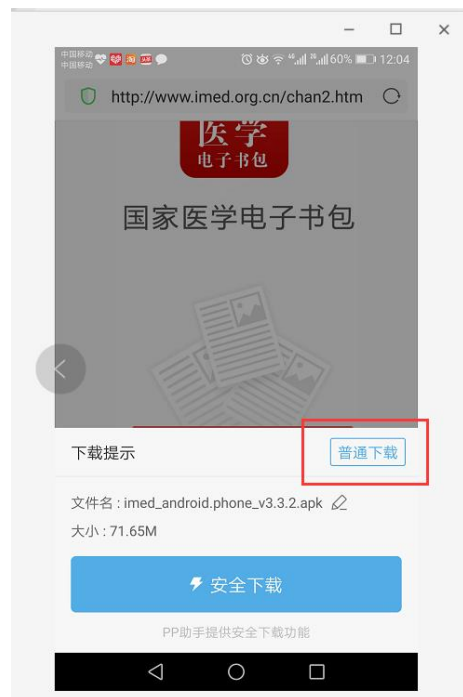 中国移动
中国移动
60% 12:04
http://www.imed.org.cn/chan2.htm
医学
电子书包
国家医学电子书包
下载提示
普通下载
文件名 : imed_android.phone_v3.3.2.apk
大小 : 71.65M
安全下载
PP助手提供安全下载功能